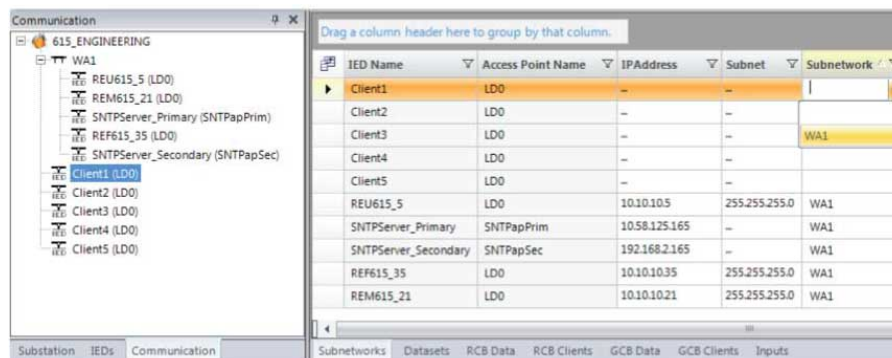 Communication
615_ENGINEERING
WA1
REU615_5 (LD0)
REM615_21 (LD0)
SNTPServer_Primary (SNTPapPrim)
REF615_35 (LD0)
SNTPServer_Secondary (SNTPapSec)
Client1 (LD0)
Client2 (LD0)
Client3 (LD0)
Client4 (LD0)
Client5 (LD0)
Substation IEDs Communication
Drag a column header here to group by that column.
IED Name Access Point Name IPAddress Subnet Subnetwork
Client1 LD0 – –
Client2 LD0 – –
Client3 LD0 – – WA1
Client4 LD0 – –
Client5 LD0 – –
REU615_5 LD0 10.10.10.5 255.255.255.0 WA1
SNTPServer_Primary SNTPapPrim 10.58.125.165 – WA1
SNTPServer_Secondary SNTPapSec 192.168.2.165 – WA1
REF615_35 LD0 10.10.10.35 255.255.255.0 WA1
REM615_21 LD0 10.10.10.21 255.255.255.0 WA1
Subnetworks Datasets RCB Data RCB Clients GCB Data GCB Clients Inputs